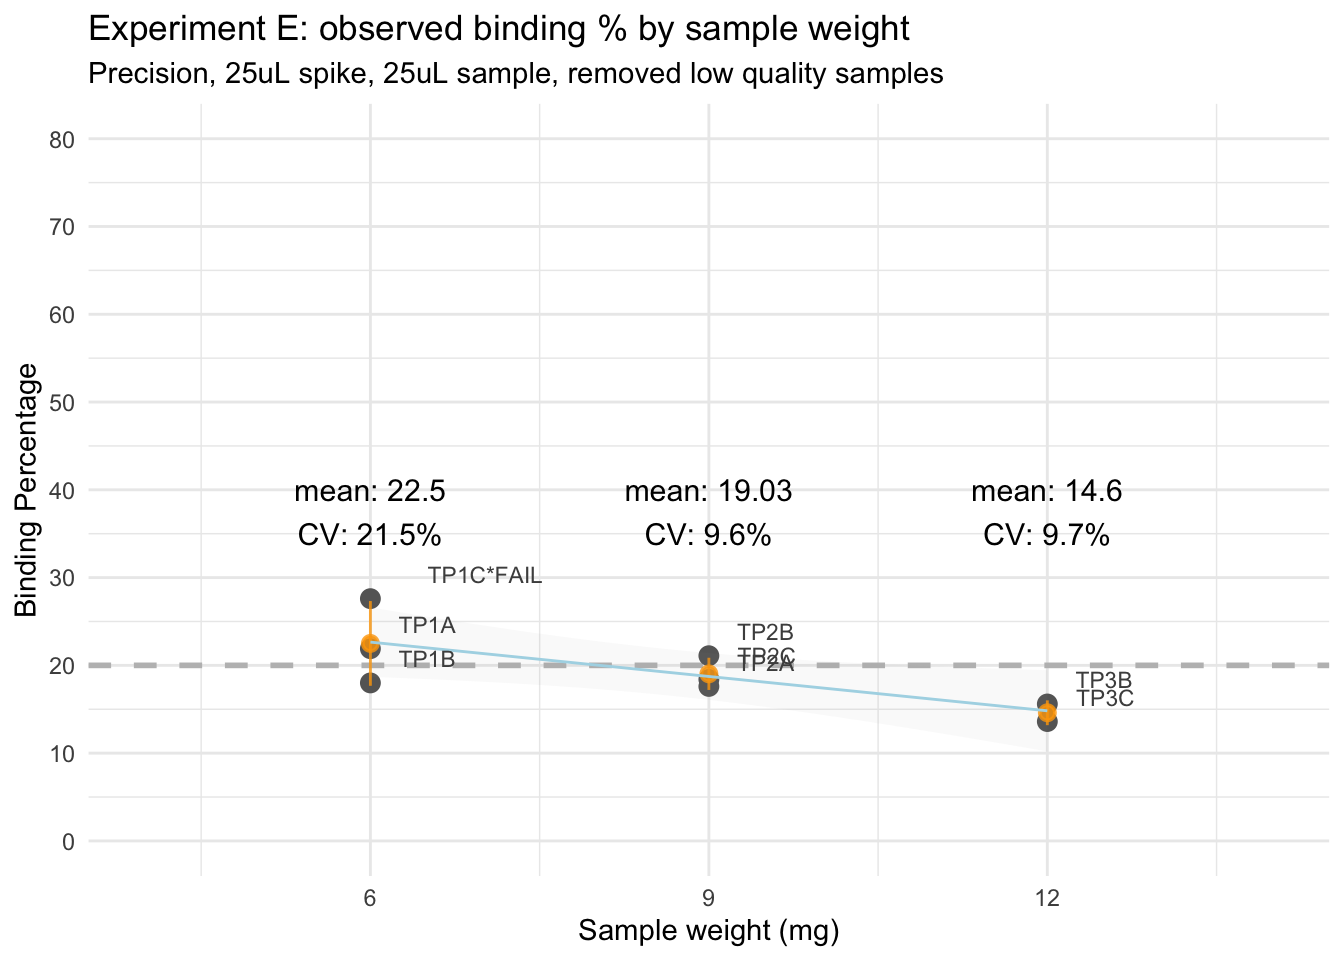 Experiment E: observed binding % by sample weight
Precision, 25uL spike, 25uL sample, removed low quality samples
Binding Percentage
80
70
60
50
40
30
20
10
0
mean: 22.5
CV: 21.5%
mean: 19.03
CV: 9.6%
mean: 14.6
CV: 9.7%
TP1C*FAIL
TP1A
TP1B
TP2B
TP2C
TP2A
TP3B
TP3C
6
9
12
Sample weight (mg)